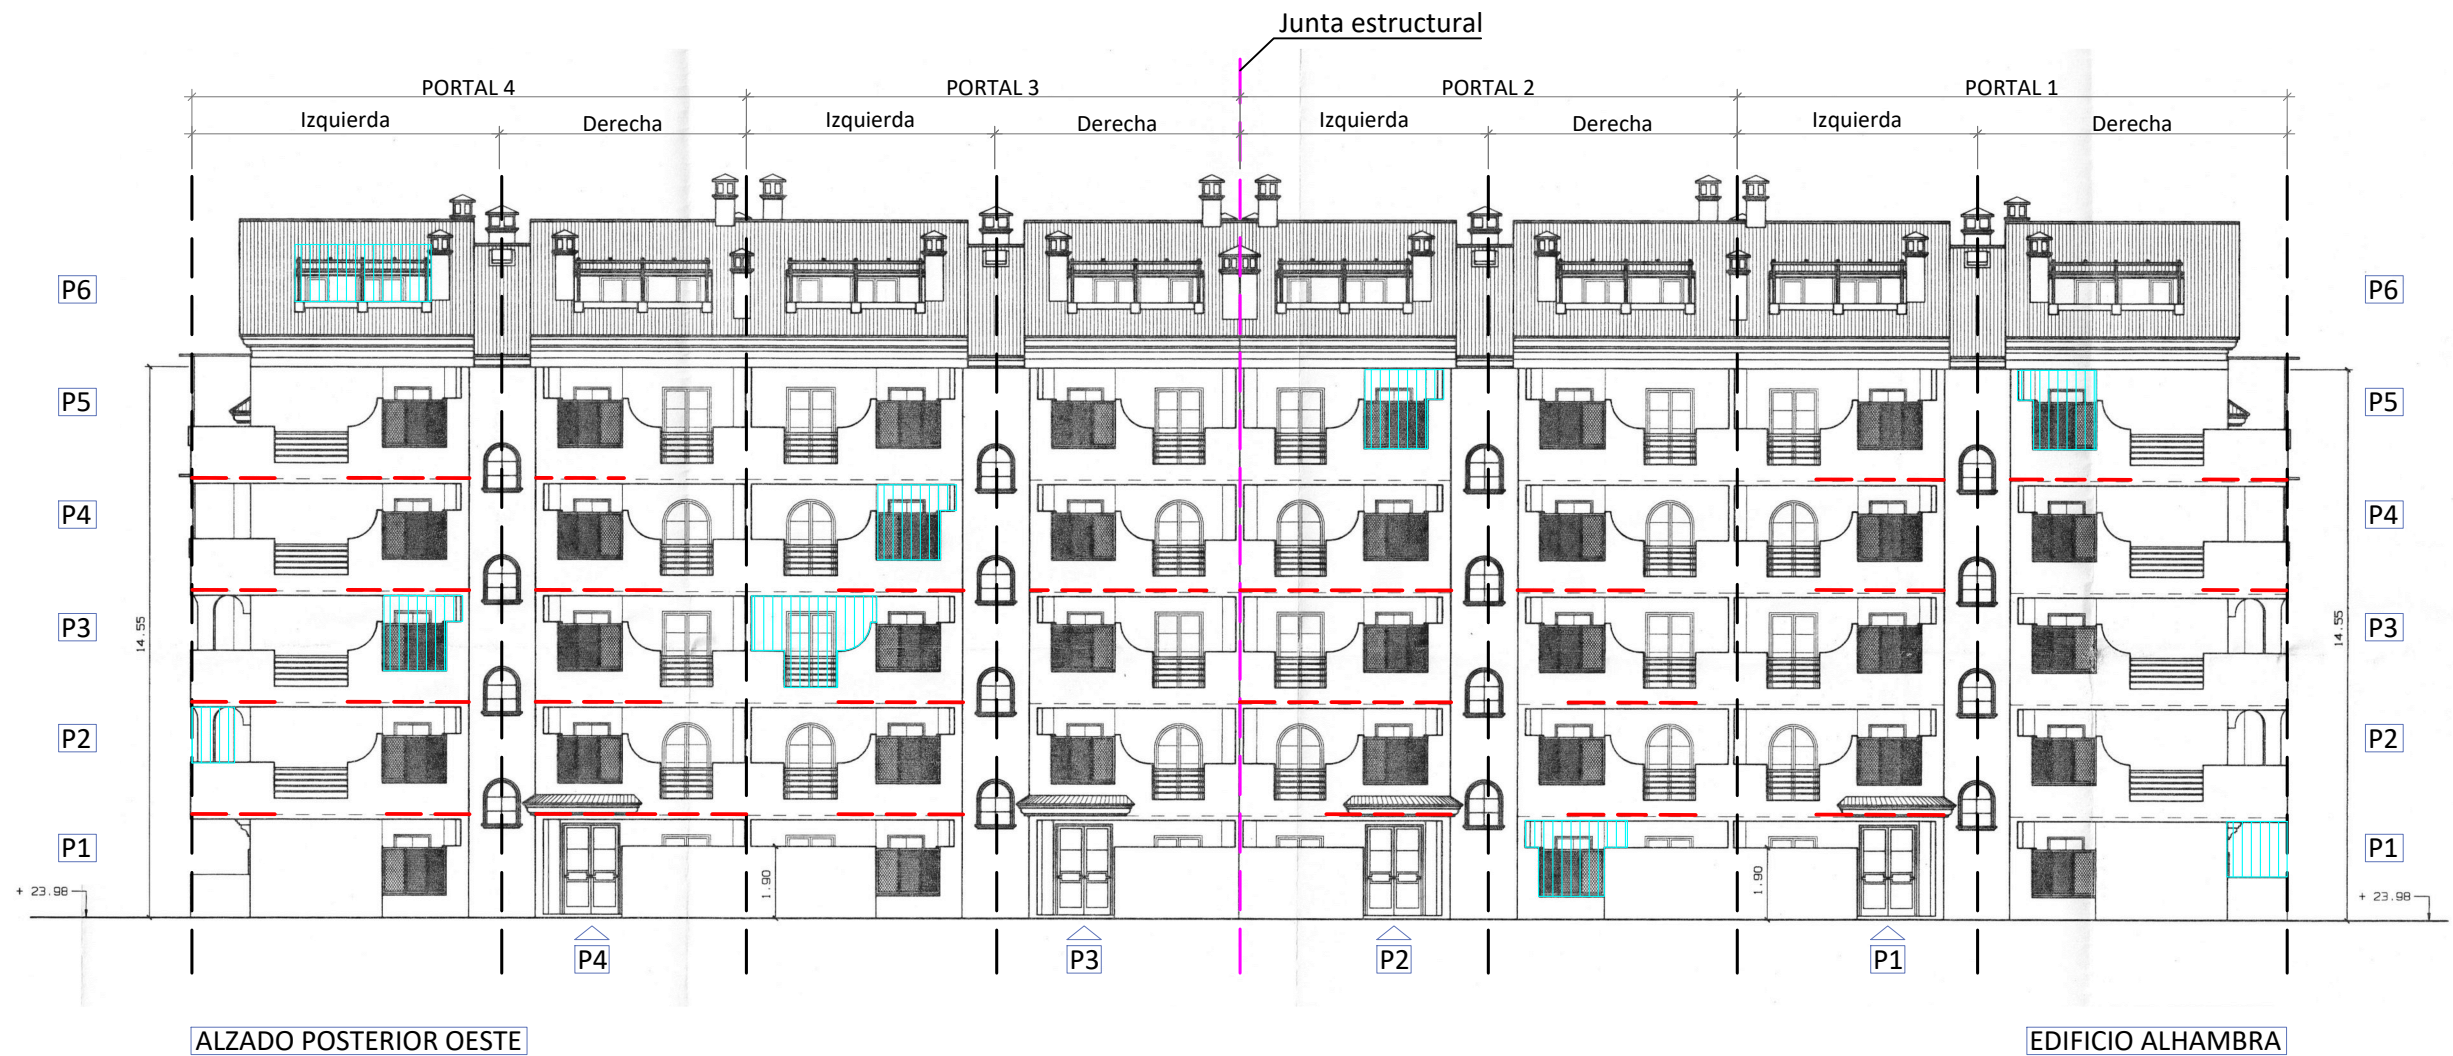 Junta estructural
PORTAL 4 PORTAL 3 PORTAL 2 PORTAL 1
Izquierda Derecha Izquierda Derecha Izquierda Derecha Izquierda Derecha
P6 P6
P5 P5
P4 P4
P3 P3
14.55 14.55
P2 P2
P1 P1
1.90 1.90
+ 23.98 + 23.98
P4 P3 P2 P1
ALZADO POSTERIOR OESTE EDIFICIO ALHAMBRA